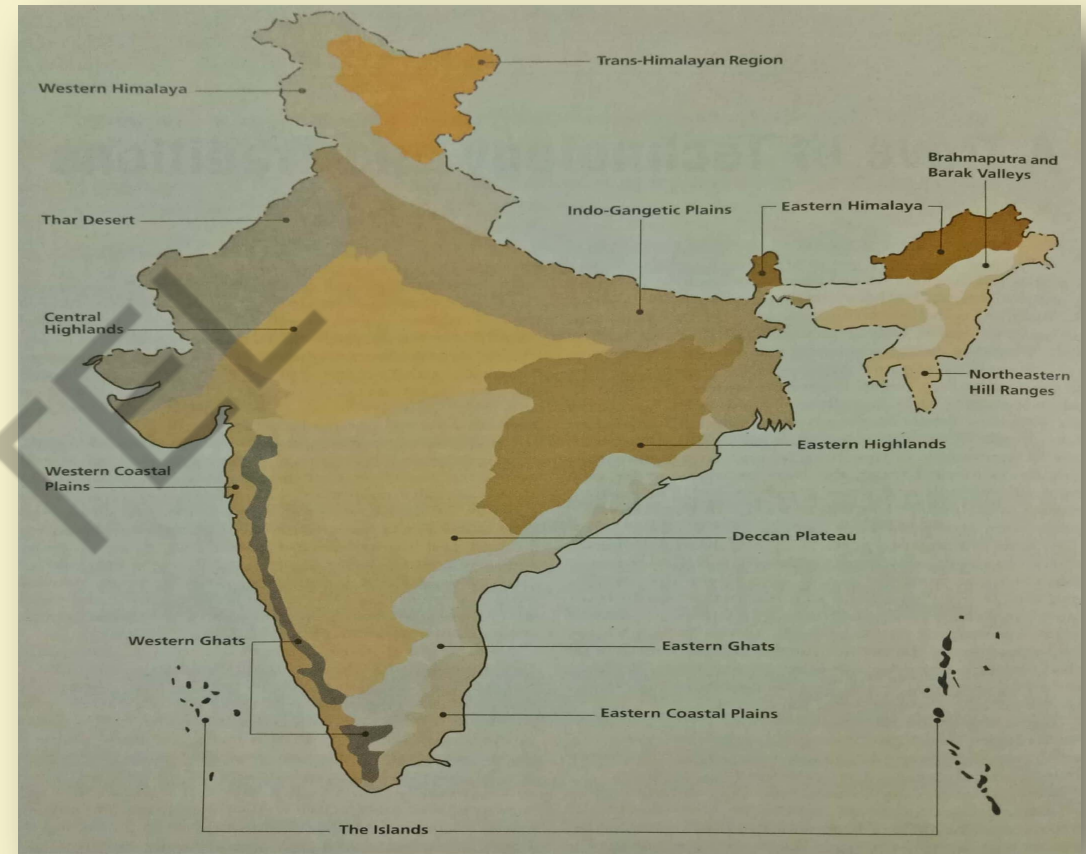 Trans-Himalayan Region
Western Himalaya
Brahmaputra and
Barak Valleys
Thar Desert
Indo-Gangetic Plains
Eastern Himalaya
Central
Highlands
Northeastern
Hill Ranges
Eastern Highlands
Western Coastal
Plains
Deccan Plateau
Western Ghats
Eastern Ghats
Eastern Coastal Plains
The Islands
TEL